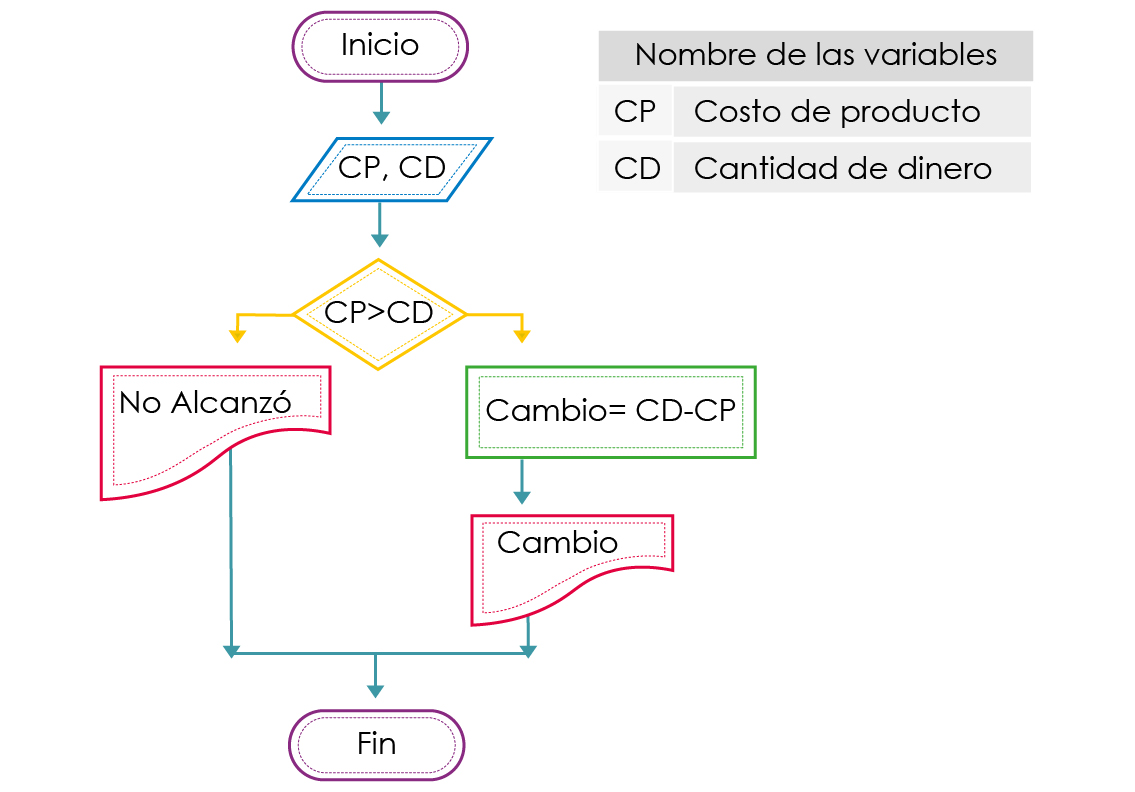 Inicio
CP, CD
CP>CD
No Alcanzó
Cambio= CD-CP
Cambio
Fin
Nombre de las variables
CP Costo de producto
CD Cantidad de dinero